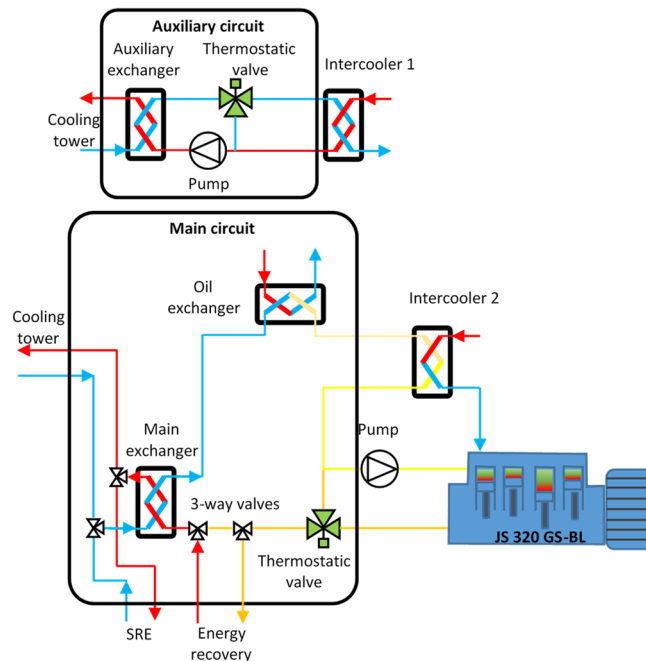 Auxiliary circuit
Auxiliary
exchanger
Thermostatic
valve
Intercooler 1
Cooling
tower
Pump
Main circuit
Oil
exchanger
Intercooler 2
Cooling
tower
Main
exchanger
Pump
3-way valves
Thermostatic
valve
JS 320 GS-BL
SRE
Energy
recovery